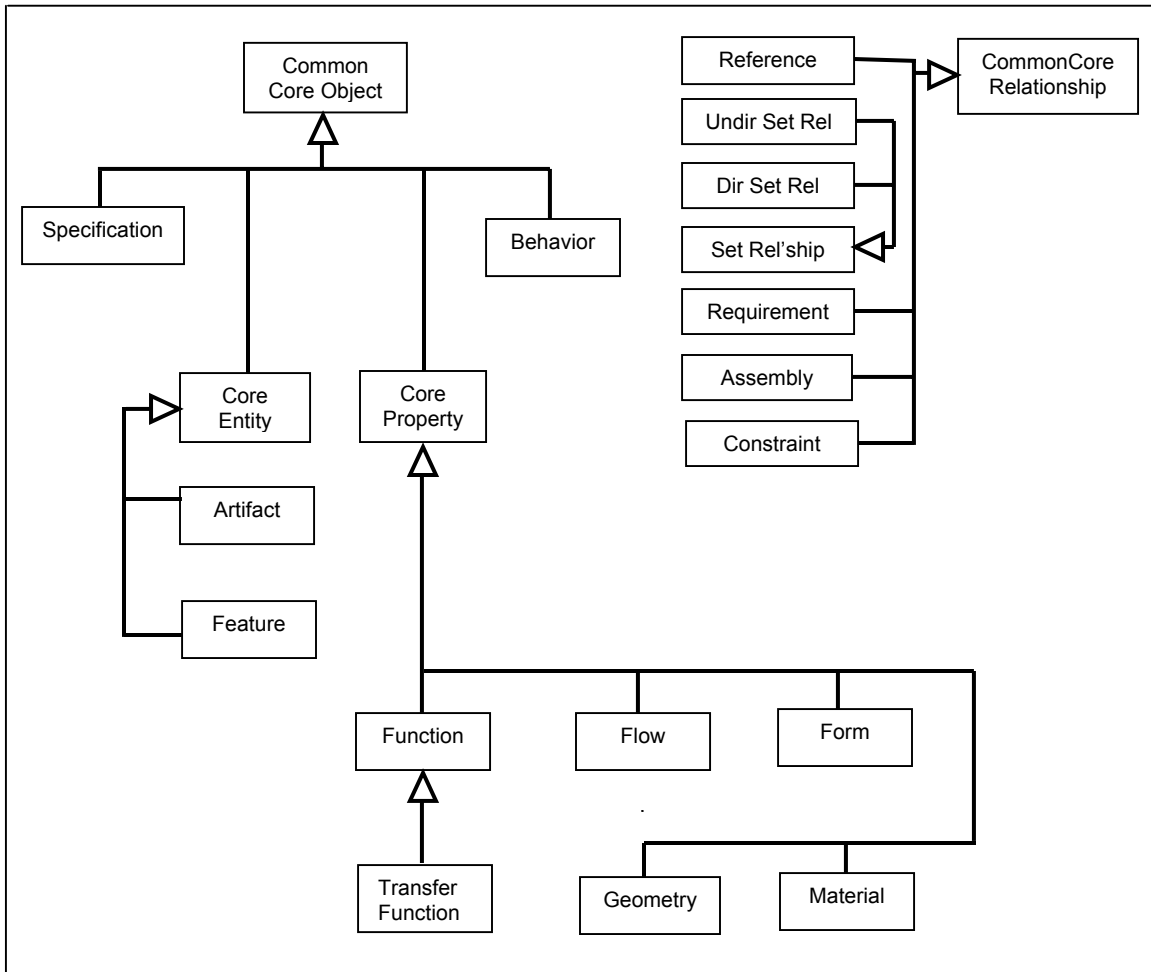 Common
Core Object
Specification
Behavior
Core
Entity
Core
Property
Artifact
Feature
Function
Flow
Form
Transfer
Function
Geometry
Material
Reference
CommonCore
Relationship
Undir Set Rel
Dir Set Rel
Set Rel’ship
Requirement
Assembly
Constraint